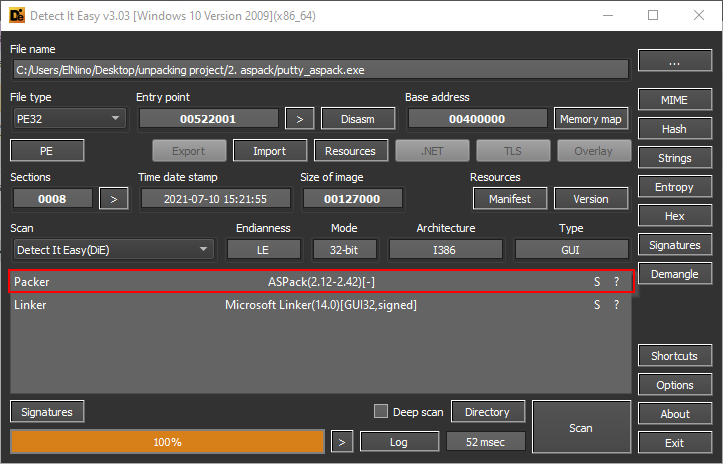 Detect It Easy v3.03 [Windows 10 Version 2009](x86_64)
File name
C:/Users/ElNino/Desktop/unpacking project/2. aspack/putty_aspack.exe
...
File type
Entry point
Base address
PE32
00522001
>
Disasm
00400000
Memory map
MIME
PE
Export
Import
Resources
.NET
TLS
Overlay
Hash
Strings
Sections
Time date stamp
Size of image
Resources
0008
>
2021-07-10 15:21:55
00127000
Manifest
Version
Entropy
Hex
Scan
Endianness
Mode
Architecture
Type
Detect It Easy(DiE)
LE
32-bit
I386
GUI
Signatures
Demangle
Packer ASPack(2.12-2.42)[-] S ?
Linker Microsoft Linker(14.0)[GUI32,signed] S ?
Shortcuts
Options
Signatures
Deep scan
Directory
Scan
About
100%
>
Log
52 msec
Exit